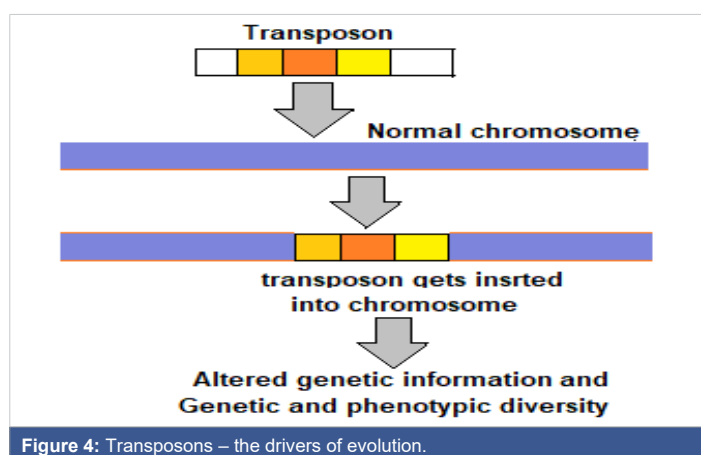 Transposon
Normal chromosome
transposon gets insrted
into chromosome
Altered genetic information and
Genetic and phenotypic diversity
Figure 4: Transposons – the drivers of evolution.